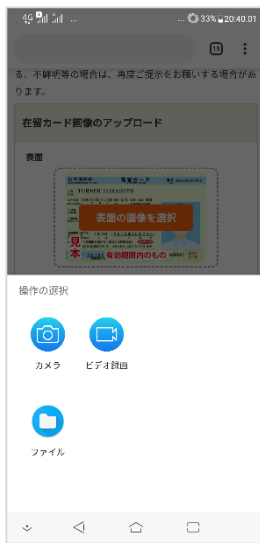 4G ... ... 33% 20:40:01
19
る。不鮮明等の場合は、再度ご提示をお願いする場合があ
ります。
在留カード画像のアップロード
表面
在留カード
TURNER ELIZABETH
表面の画像を選択
見本
有効期限内のもの
操作の選択
カメラ
ビデオ録画
ファイル